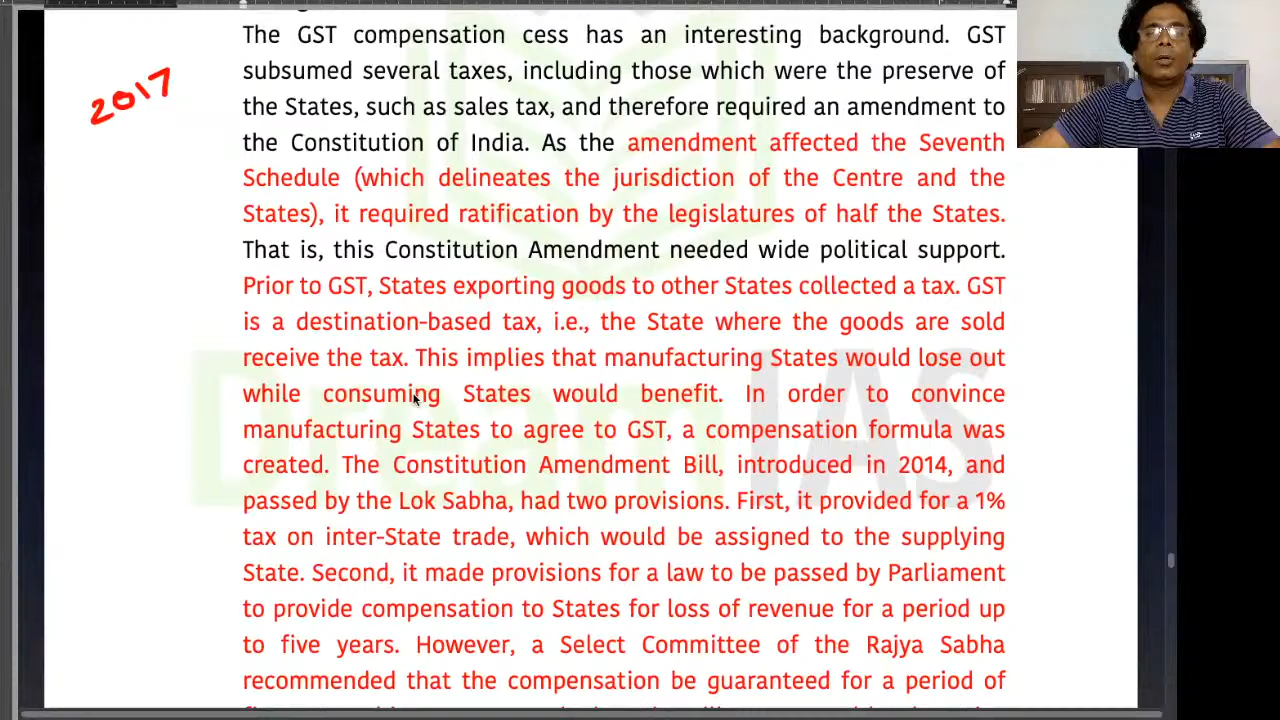 The GST compensation cess has an interesting background. GST
2017
subsumed several taxes, including those which were the preserve of
the States, such as sales tax, and therefore required an amendment to
the Constitution of India. As the amendment affected the Seventh
Schedule (which delineates the jurisdiction of the Centre and the
States), it required ratification by the legislatures of half the States.
That is, this Constitution Amendment needed wide political support.
Prior to GST, States exporting goods to other States collected a tax. GST
is a destination-based tax, i.e., the State where the goods are sold
receive the tax. This implies that manufacturing States would lose out
while consuming States would benefit. In order to convince
manufacturing States to agree to GST, a compensation formula was
created. The Constitution Amendment Bill, introduced in 2014, and
passed by the Lok Sabha, had two provisions. First, it provided for a 1%
tax on inter-State trade, which would be assigned to the supplying
State. Second, it made provisions for a law to be passed by Parliament
to provide compensation to States for loss of revenue for a period up
to five years. However, a Select Committee of the Rajya Sabha
recommended that the compensation be guaranteed for a period of
Dream IAS